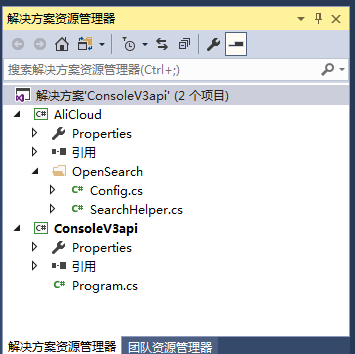 解决方案资源管理器
搜索解决方案资源管理器(Ctrl+;)
解决方案'ConsoleV3api' (2 个项目)
AliCloud
Properties
引用
OpenSearch
Config.cs
SearchHelper.cs
ConsoleV3api
Properties
引用
Program.cs
解决方案资源管理器 团队资源管理器